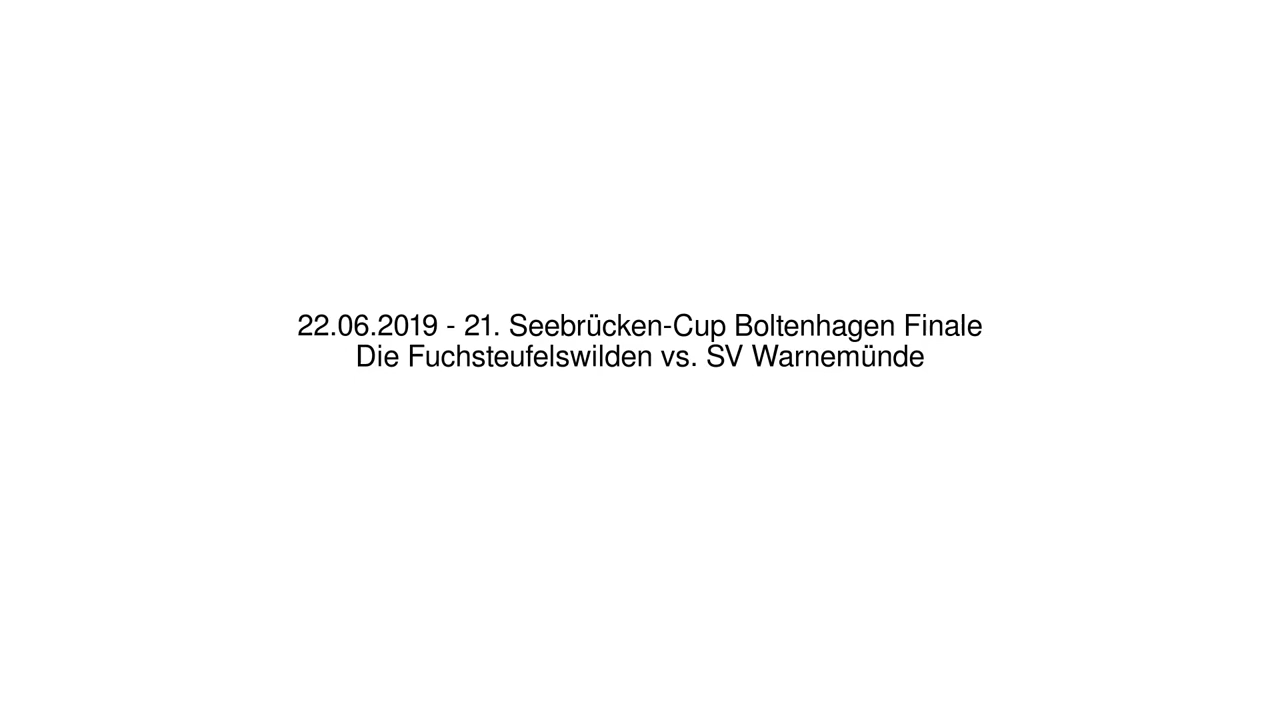 22.06.2019 - 21. Seebrücken-Cup Boltenhagen Finale
Die Fuchsteufelswilden vs. SV Warnemünde